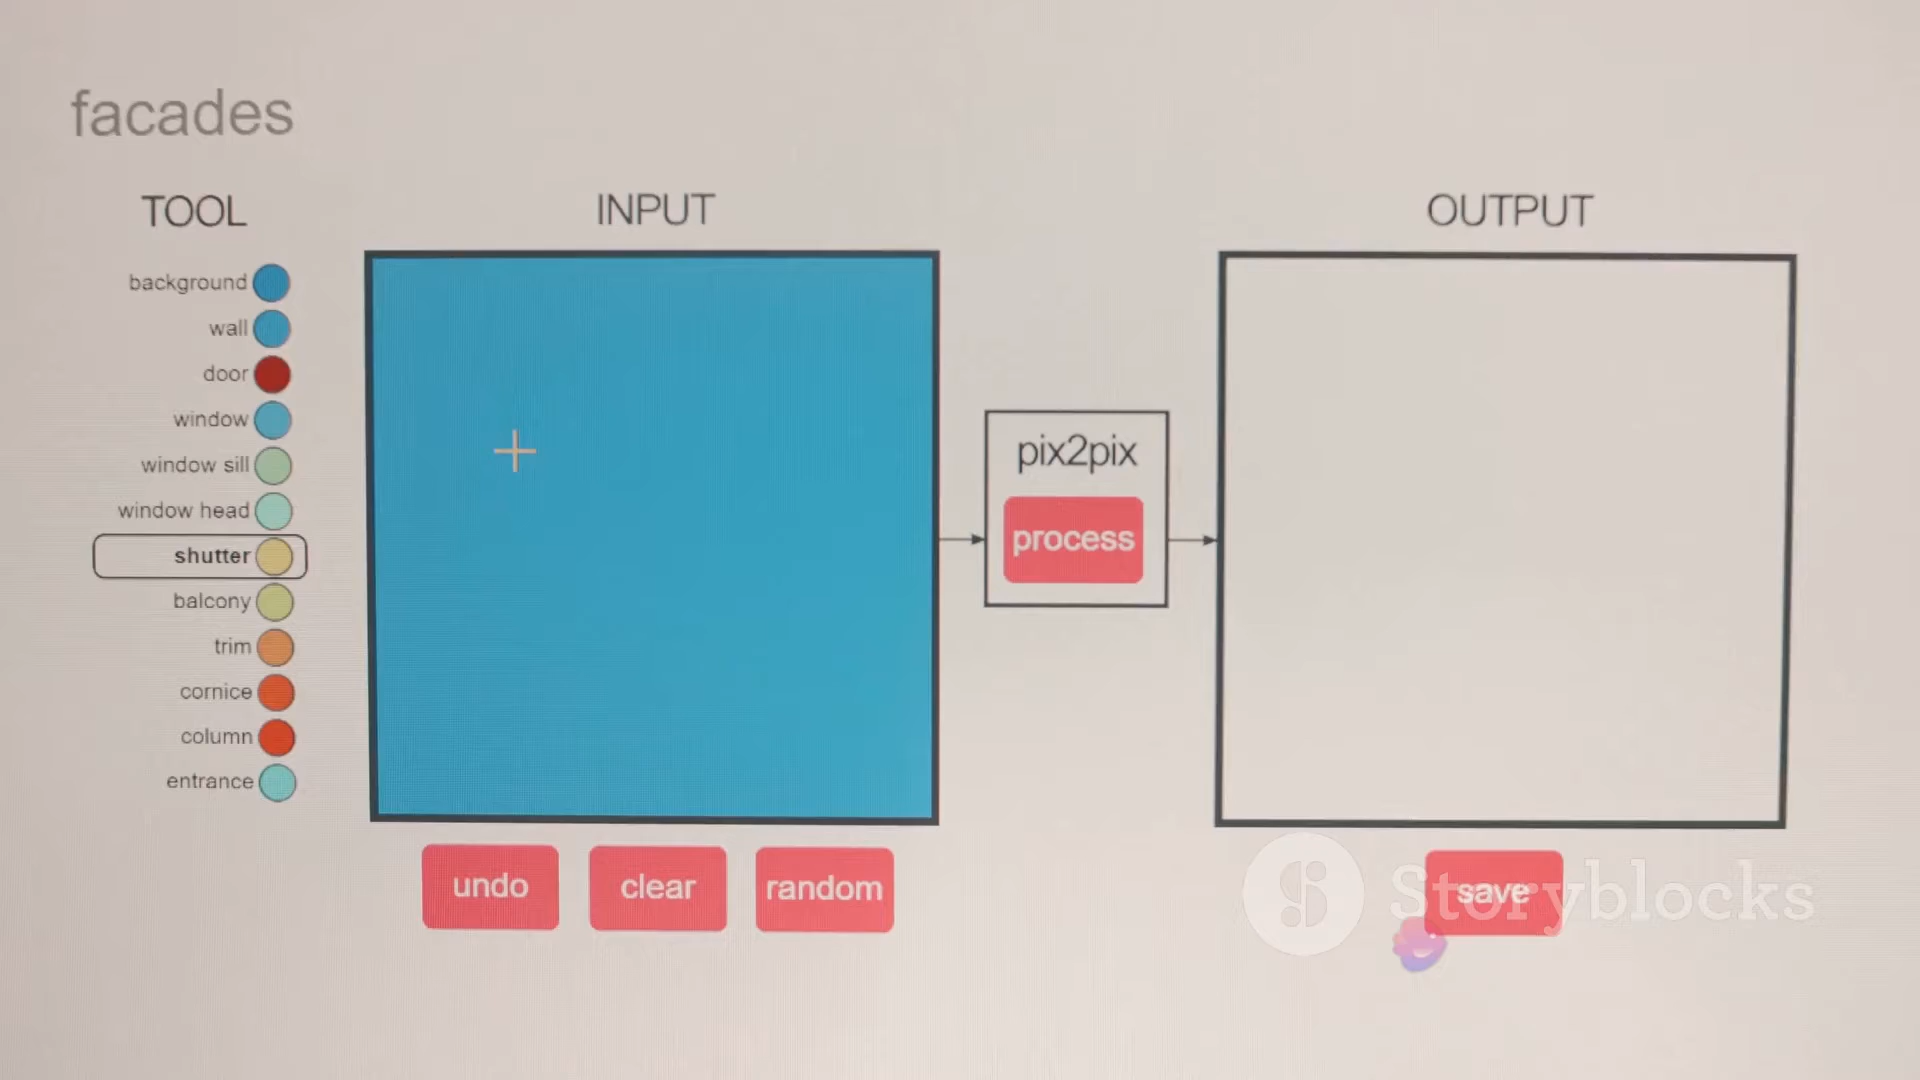 facades
TOOL
INPUT
OUTPUT
background
wall
door
window
window sill
window head
shutter
balcony
trim
cornice
column
entrance
pix2pix
process
undo
clear
random
save
Storyblocks